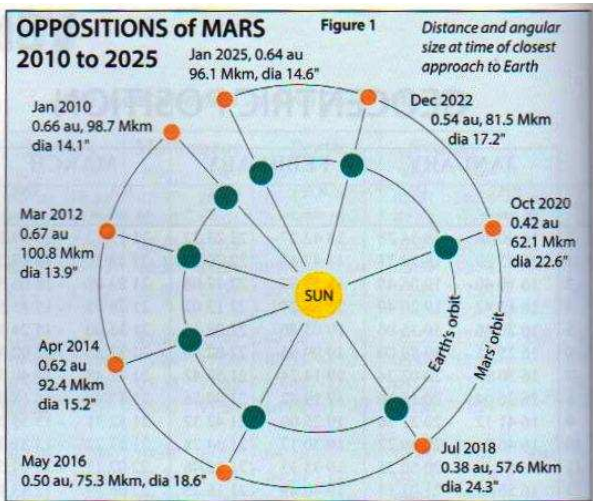 OPPOSITIONS of MARS
2010 to 2025
Figure 1
Distance and angular
size at time of closest
approach to Earth
Jan 2025, 0.64 au
96.1 Mkm, dia 14.6"
Dec 2022
0.54 au, 81.5 Mkm
dia 17.2"
Jan 2010
0.66 au, 98.7 Mkm
dia 14.1"
Oct 2020
0.42 au
62.1 Mkm
dia 22.6"
Mar 2012
0.67 au
100.8 Mkm
dia 13.9"
SUN
Earth's orbit
Mars' orbit
Apr 2014
0.62 au
92.4 Mkm
dia 15.2"
Jul 2018
0.38 au, 57.6 Mkm
dia 24.3"
May 2016
0.50 au, 75.3 Mkm, dia 18.6"